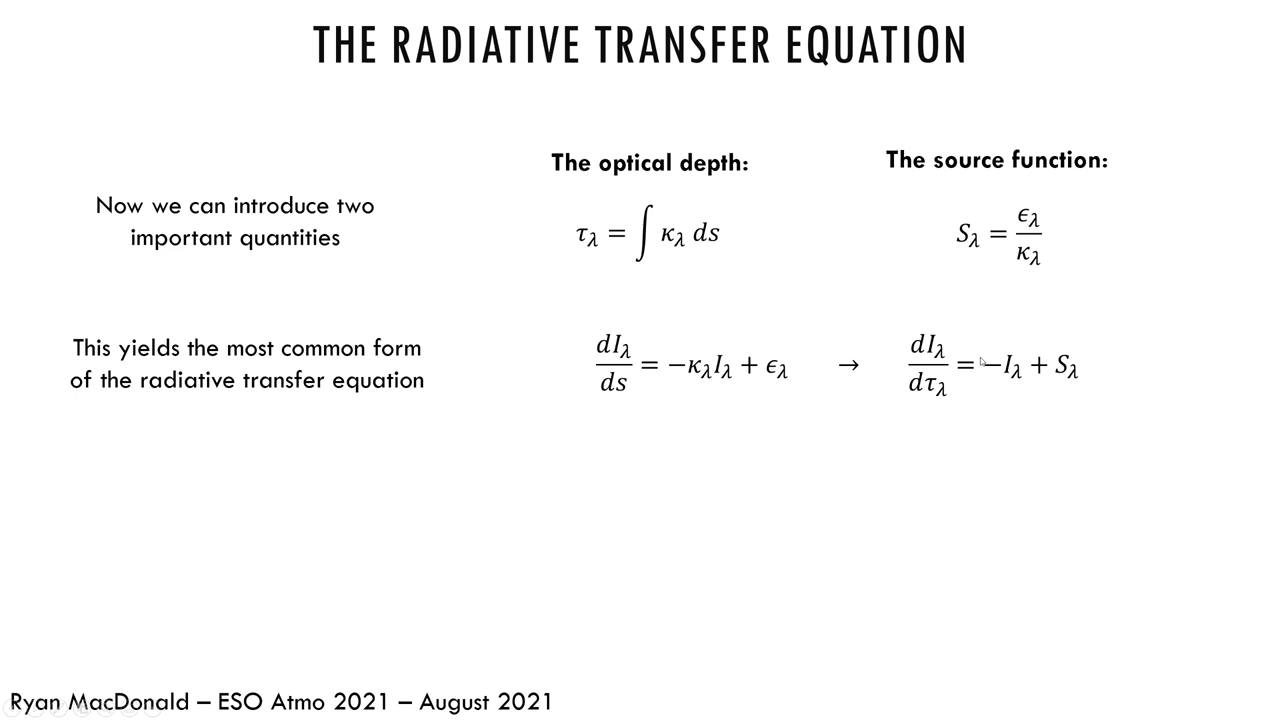 THE RADIATIVE TRANSFER EQUATION
The optical depth:
The source function:
Now we can introduce two
important quantities
τ_λ = ∫ κ_λ ds
S_λ = ϵ_λ / κ_λ
This yields the most common form
of the radiative transfer equation
dI_λ / ds = −κ_λ I_λ + ϵ_λ → dI_λ / dτ_λ = −I_λ + S_λ
Ryan MacDonald – ESO Atmo 2021 – August 2021